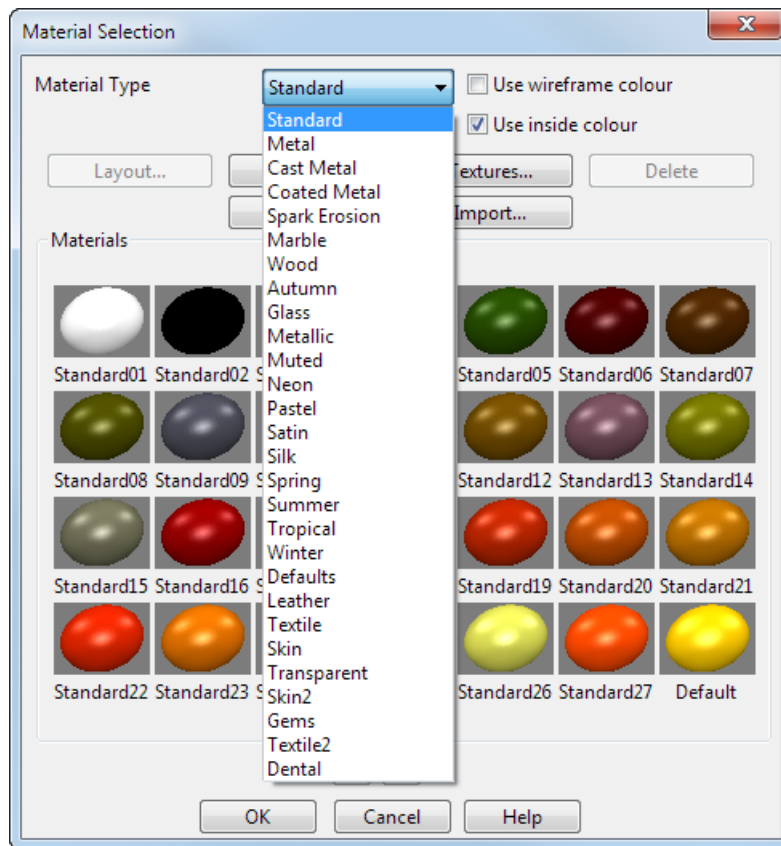 Material Selection
Material Type Standard Use wireframe colour
Standard Use inside colour
Metal
Cast Metal
Layout... Textures... Delete
Coated Metal
Spark Erosion Import...
Materials Marble
Wood
Autumn
Glass
Metallic
Muted
Standard01 Standard02 Standard05 Standard06 Standard07
Neon
Pastel
Satin
Silk
Standard08 Standard09 Standard12 Standard13 Standard14
Spring
Summer
Tropical
Winter
Defaults
Standard15 Standard16 Standard19 Standard20 Standard21
Leather
Textile
Skin
Transparent
Standard22 Standard23 Standard26 Standard27 Default
Skin2
Gems
Textile2
Dental
OK Cancel Help